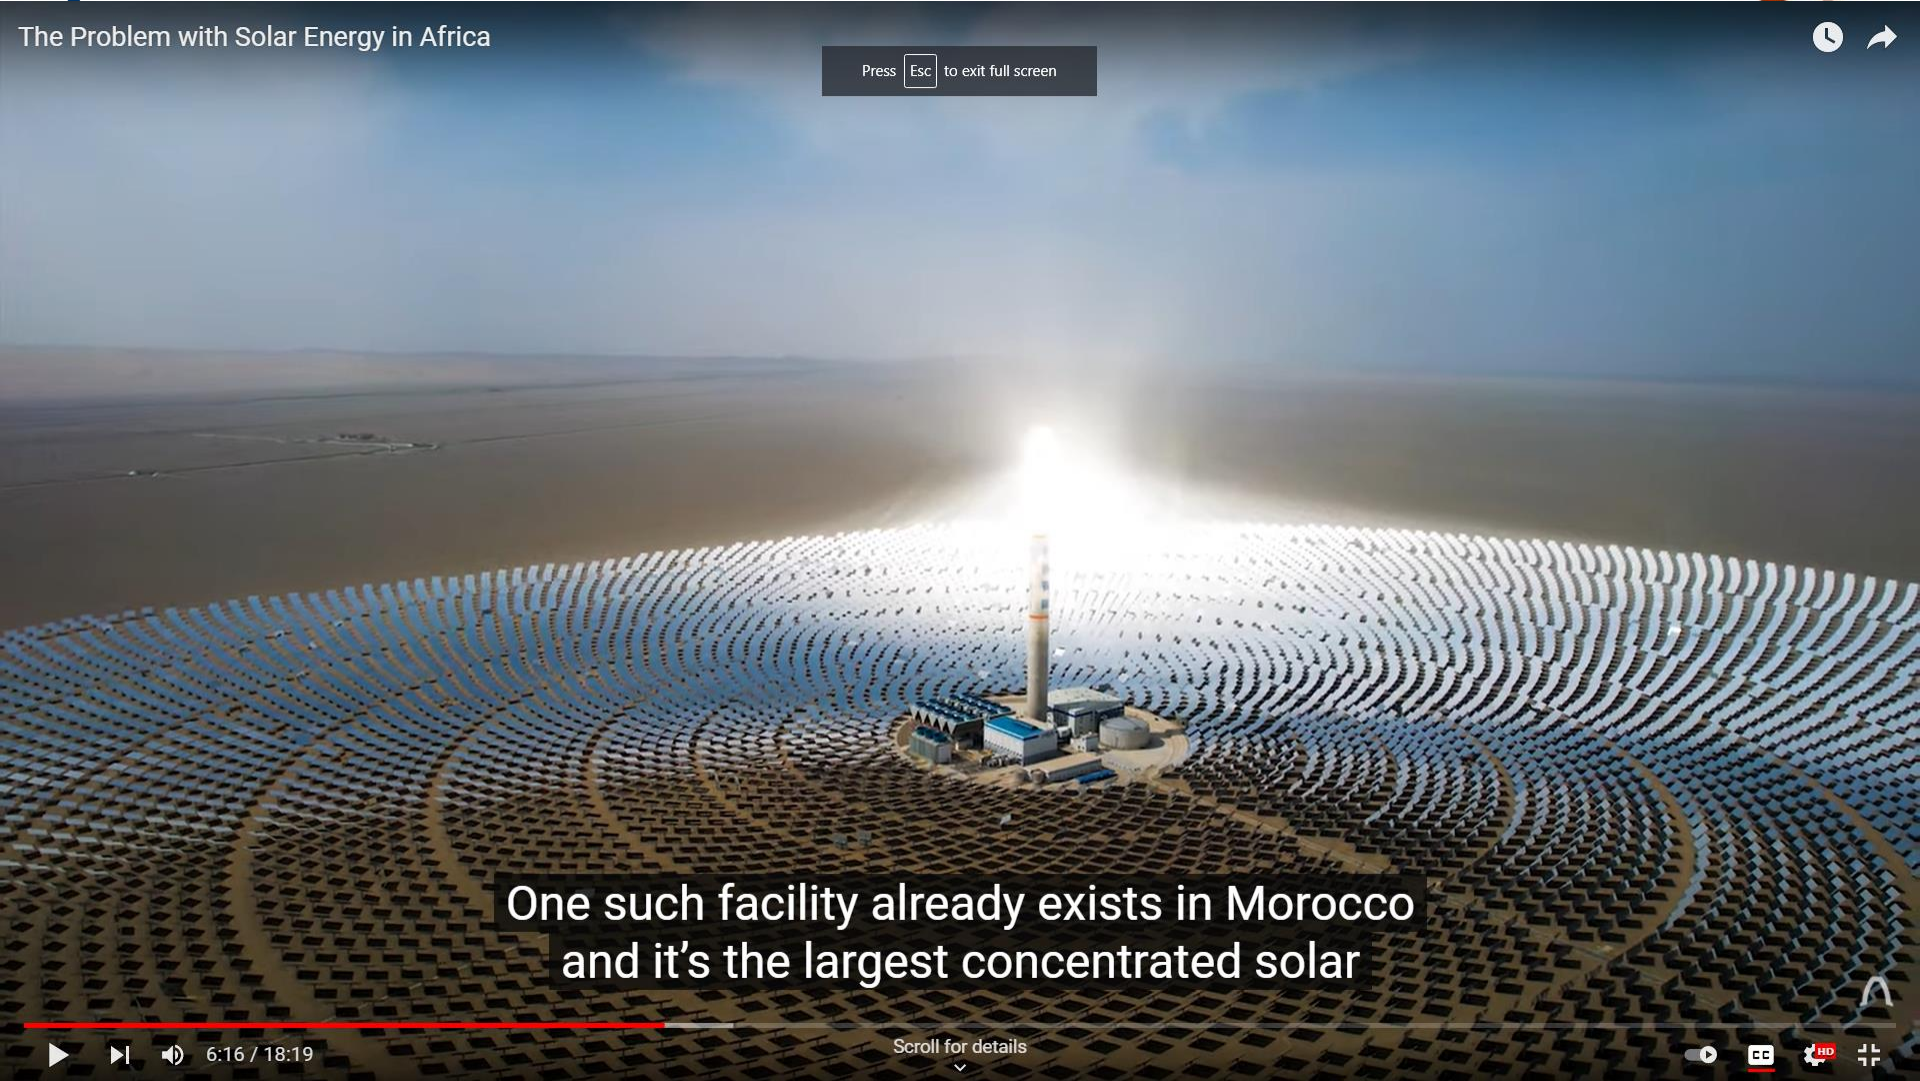 The Problem with Solar Energy in Africa
Press Esc to exit full screen
One such facility already exists in Morocco
and it’s the largest concentrated solar
6:16 / 18:19
Scroll for details
CC
HD